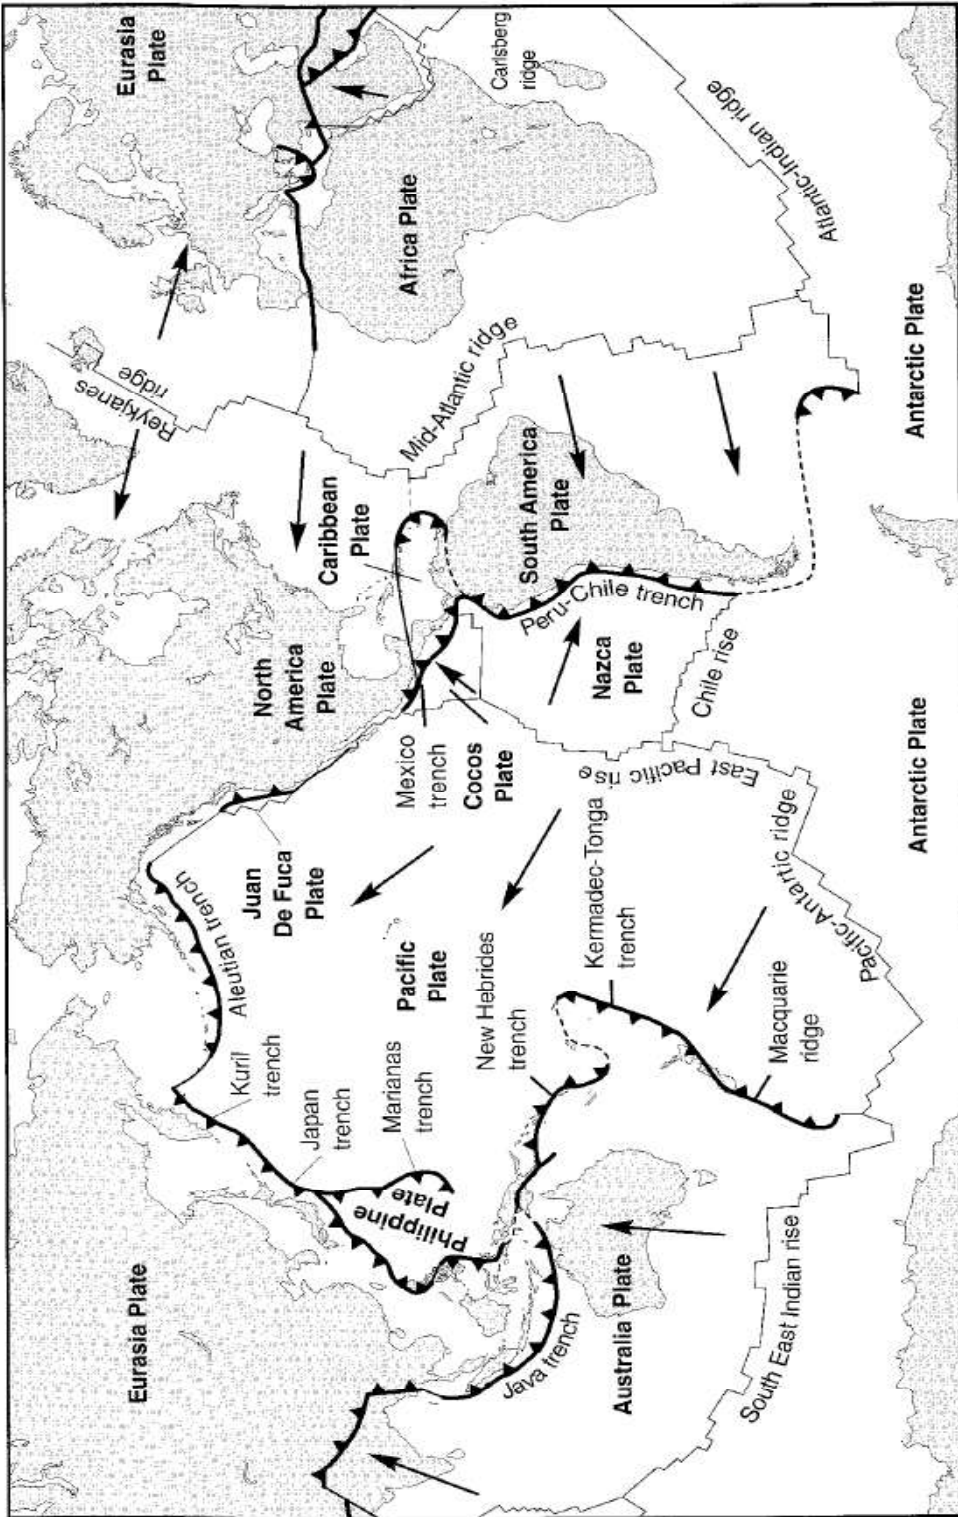 Eurasia Plate
Aleutian trench
Kuril
trench
Japan
trench
Marianas
trench
Philippine
Plate
Java trench
Australia Plate
South East Indian rise
New Hebrides
trench
Kermadec-Tonga
trench
Macquarie
ridge
Pacific
Plate
Juan
De Fuca
Plate
Pacific-Antartic ridge
Antarctic Plate
North
America
Plate
Mexico
trench
Cocos
Plate
East Pacific rise
Nazca
Plate
Chile rise
Peru-Chile trench
South America
Plate
Caribbean
Plate
Reykjanes
ridge
Mid-Atlantic ridge
Antarctic Plate
Eurasia
Plate
Africa Plate
Carlsberg
ridge
Atlantic-Indian ridge
Atlantic